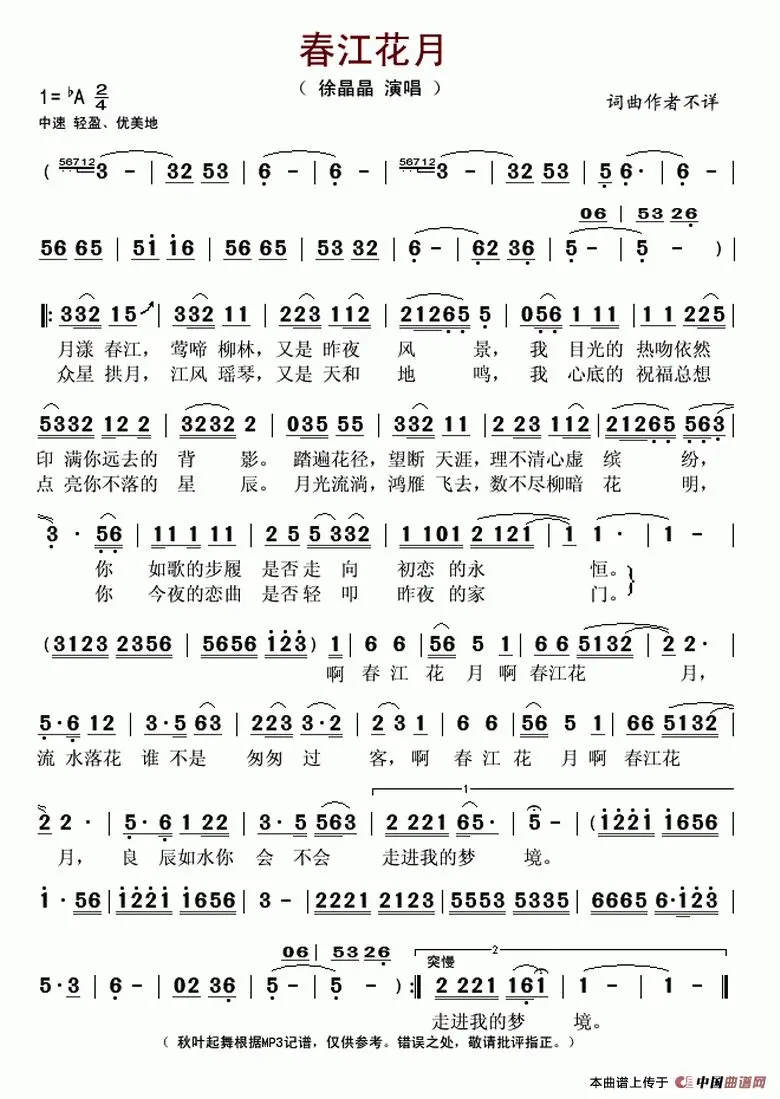 春江花月
( 徐晶晶 演唱 )
1= ♭A 2/4
词曲作者不详
中速 轻盈、优美地
( 56712 3 - | 32 53 | 6 - | 6 - | 56712 3 - | 32 53 | 5 6· | 6 - |
06 | 53 26
56 65 | 51 16 | 56 65 | 53 32 | 6 - | 62 36 | 5 - | 5 - ) |
‖: 332 15 | 332 11 | 223 112 | 21265 5 | 056 1 11 | 1 1 225 |
月漾 春江, 莺啼 柳林, 又是 昨夜 风 景, 我 目光的 热吻依然
众星 拱月, 江风 瑶琴, 又是 天和 地 鸣, 我 心底的 祝福总想
5332 12 2 | 3232 2 | 035 55 | 332 11 | 2 23 112 | 21265 563 |
印 满你远去的 背 影。 踏遍花径, 望断 天涯, 理不清心虚 缤 纷,
点 亮你不落的 星 辰。 月光流淌, 鸿雁 飞去, 数不尽柳暗 花 明,
3 · 56 | 11 1 11 | 2 5 5 332 | 1 101 2 121 | 1 1 · | 1 - |
你 如歌的步履 是否 走 向 初恋 的永 恒。
你 今夜的恋曲 是否 轻 叩 昨夜 的家 门。
(3123 2356 | 5656 123) 1 | 6 6 | 56 5 1 | 66 5132 | 2 2 · |
啊 春 江 花 月 啊 春江花 月,
5·6 12 | 3·5 63 | 223 3·2 | 23 1 | 6 6 | 56 5 1 | 66 5132 |
流 水落花 谁 不是 匆匆 过 客, 啊 春 江 花 月 啊 春江花
1
2 2 · | 5·6 1 22 | 3·5 563 | 2 221 65· | 5 - | (1221 1656 |
月, 良 辰如水你 会 不会 走进我的梦 境。
1 · 56 | 1221 1656 | 3 - | 2221 2123 | 5553 5335 | 6665 6·123 |
06 | 53 26
突慢 2
5·3 | 6 - | 02 36 | 5 - | 5 - ) :‖ 2 221 161 | 1 - | 1 - ‖
走进我的梦 境。
( 秋叶起舞根据MP3记谱，仅供参考。错误之处，敬请批评指正。)
本曲谱上传于 中国曲谱网